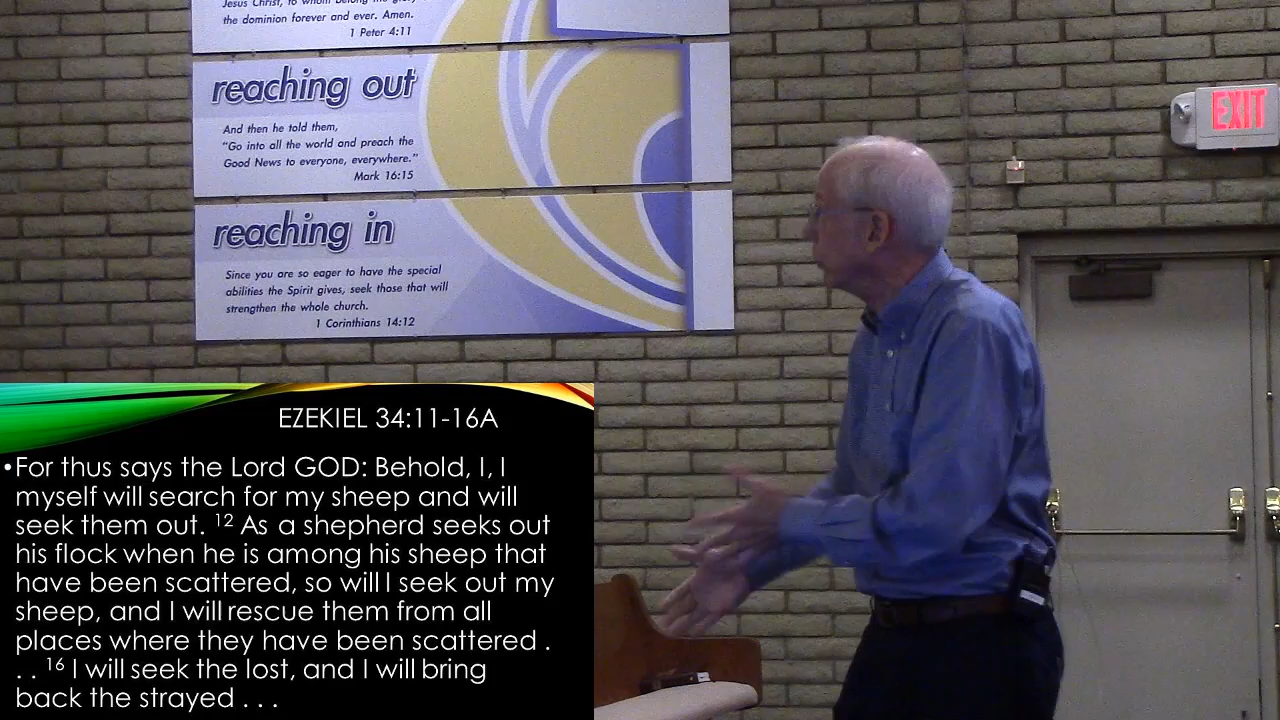 Jesus Christ, to whom belong the glory
the dominion forever and ever. Amen.
1 Peter 4:11
reaching out
And then he told them,
“Go into all the world and preach the
Good News to everyone, everywhere.”
Mark 16:15
reaching in
Since you are so eager to have the special
abilities the Spirit gives, seek those that will
strengthen the whole church.
1 Corinthians 14:12
EXIT
EZEKIEL 34:11-16A
•For thus says the Lord GOD: Behold, I, I
myself will search for my sheep and will
seek them out. 12 As a shepherd seeks out
his flock when he is among his sheep that
have been scattered, so will I seek out my
sheep, and I will rescue them from all
places where they have been scattered .
. . 16 I will seek the lost, and I will bring
back the strayed . . .